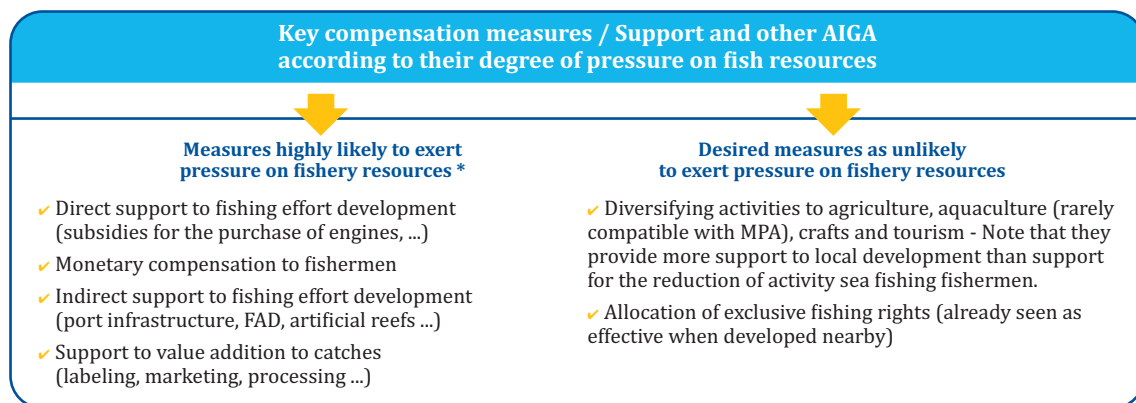 Key compensation measures / Support and other AIGA
according to their degree of pressure on fish resources
Measures highly likely to exert
pressure on fishery resources *
✔ Direct support to fishing effort development
(subsidies for the purchase of engines, ...)
✔ Monetary compensation to fishermen
✔ Indirect support to fishing effort development
(port infrastructure, FAD, artificial reefs ...)
✔ Support to value addition to catches
(labeling, marketing, processing ...)
Desired measures as unlikely
to exert pressure on fishery resources
✔ Diversifying activities to agriculture, aquaculture (rarely
compatible with MPA), crafts and tourism - Note that they
provide more support to local development than support
for the reduction of activity sea fishing fishermen.
✔ Allocation of exclusive fishing rights (already seen as
effective when developed nearby)